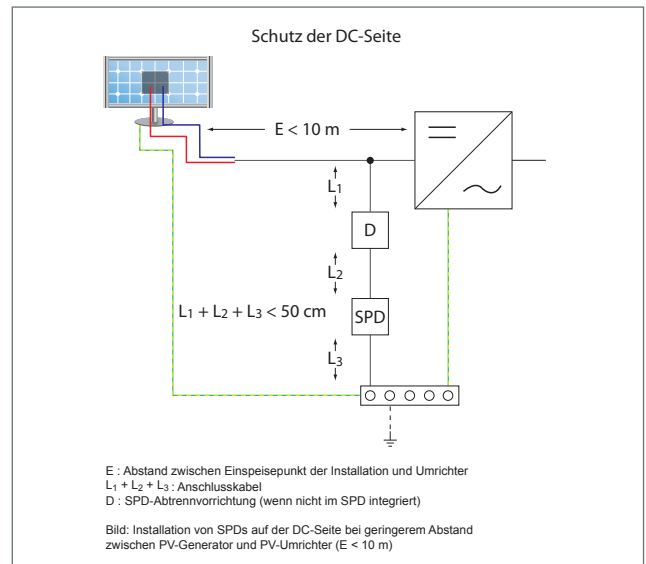 Schutz der DC-Seite
E < 10 m
L1
D
L2
L1 + L2 + L3 < 50 cm
SPD
L3
E : Abstand zwischen Einspeisepunkt der Installation und Umrichter
L1 + L2 + L3 : Anschlusskabel
D : SPD-Abtrennvorrichtung (wenn nicht im SPD integriert)
Bild: Installation von SPDs auf der DC-Seite bei geringerem Abstand
zwischen PV-Generator und PV-Umrichter (E < 10 m)